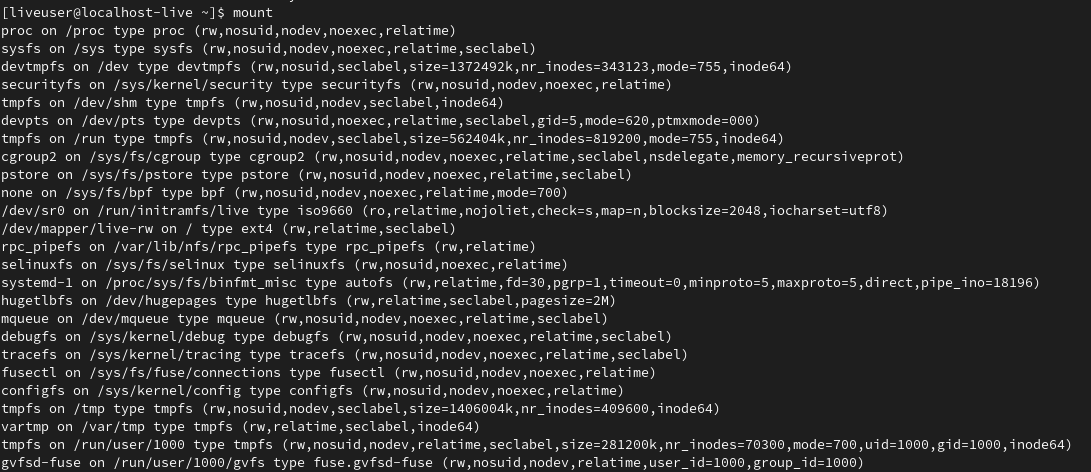 [liveuser@localhost-live ~]$ mount
proc on /proc type proc (rw,nosuid,nodev,noexec,relatime)
sysfs on /sys type sysfs (rw,nosuid,nodev,noexec,relatime,seclabel)
devtmpfs on /dev type devtmpfs (rw,nosuid,seclabel,size=1372492k,nr_inodes=343123,mode=755,inode64)
securityfs on /sys/kernel/security type securityfs (rw,nosuid,nodev,noexec,relatime)
tmpfs on /dev/shm type tmpfs (rw,nosuid,nodev,seclabel,inode64)
devpts on /dev/pts type devpts (rw,nosuid,noexec,relatime,seclabel,gid=5,mode=620,ptmxmode=000)
tmpfs on /run type tmpfs (rw,nosuid,nodev,seclabel,size=562404k,nr_inodes=819200,mode=755,inode64)
cgroup2 on /sys/fs/cgroup type cgroup2 (rw,nosuid,nodev,noexec,relatime,seclabel,nsdelegate,memory_recursiveprot)
pstore on /sys/fs/pstore type pstore (rw,nosuid,nodev,noexec,relatime,seclabel)
none on /sys/fs/bpf type bpf (rw,nosuid,nodev,noexec,relatime,mode=700)
/dev/sr0 on /run/initramfs/live type iso9660 (ro,relatime,nojoliet,check=s,map=n,blocksize=2048,iocharset=utf8)
/dev/mapper/live-rw on / type ext4 (rw,relatime,seclabel)
rpc_pipefs on /var/lib/nfs/rpc_pipefs type rpc_pipefs (rw,relatime)
selinuxfs on /sys/fs/selinux type selinuxfs (rw,nosuid,noexec,relatime)
systemd-1 on /proc/sys/fs/binfmt_misc type autofs (rw,relatime,fd=30,pgrp=1,timeout=0,minproto=5,maxproto=5,direct,pipe_ino=18196)
hugetlbfs on /dev/hugepages type hugetlbfs (rw,relatime,seclabel,pagesize=2M)
mqueue on /dev/mqueue type mqueue (rw,nosuid,nodev,noexec,relatime,seclabel)
debugfs on /sys/kernel/debug type debugfs (rw,nosuid,nodev,noexec,relatime,seclabel)
tracefs on /sys/kernel/tracing type tracefs (rw,nosuid,nodev,noexec,relatime,seclabel)
fusectl on /sys/fs/fuse/connections type fusectl (rw,nosuid,nodev,noexec,relatime)
configfs on /sys/kernel/config type configfs (rw,nosuid,nodev,noexec,relatime)
tmpfs on /tmp type tmpfs (rw,nosuid,nodev,seclabel,size=1406004k,nr_inodes=409600,inode64)
vartmp on /var/tmp type tmpfs (rw,relatime,seclabel,inode64)
tmpfs on /run/user/1000 type tmpfs (rw,nosuid,nodev,relatime,seclabel,size=281200k,nr_inodes=70300,mode=700,uid=1000,gid=1000,inode64)
gvfsd-fuse on /run/user/1000/gvfs type fuse.gvfsd-fuse (rw,nosuid,nodev,relatime,user_id=1000,group_id=1000)